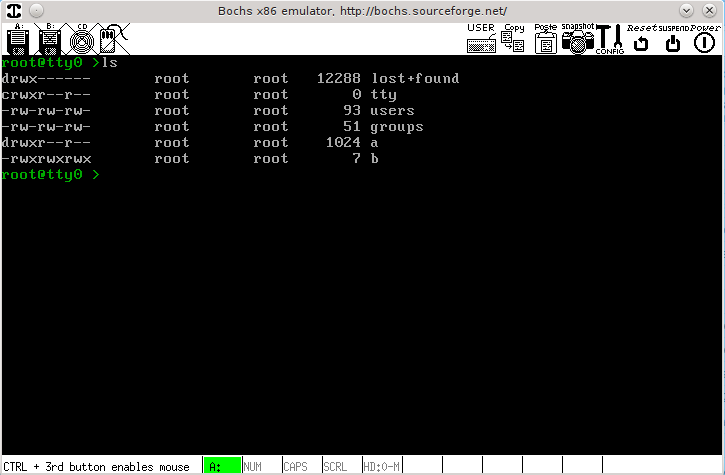 Bochs x86 emulator, http://bochs.sourceforge.net/
A: B: CD USER Copy Paste snapshot CONFIG Reset SUSPEND Power
root@tty0 >ls
drwx------ root root 12288 lost+found
crwxr--r-- root root 0 tty
-rw-rw-rw- root root 93 users
-rw-rw-rw- root root 51 groups
drwxr--r-- root root 1024 a
-rwxrwxrwx root root 7 b
root@tty0 >
CTRL + 3rd button enables mouse A: NUM CAPS SCRL HD:0-M